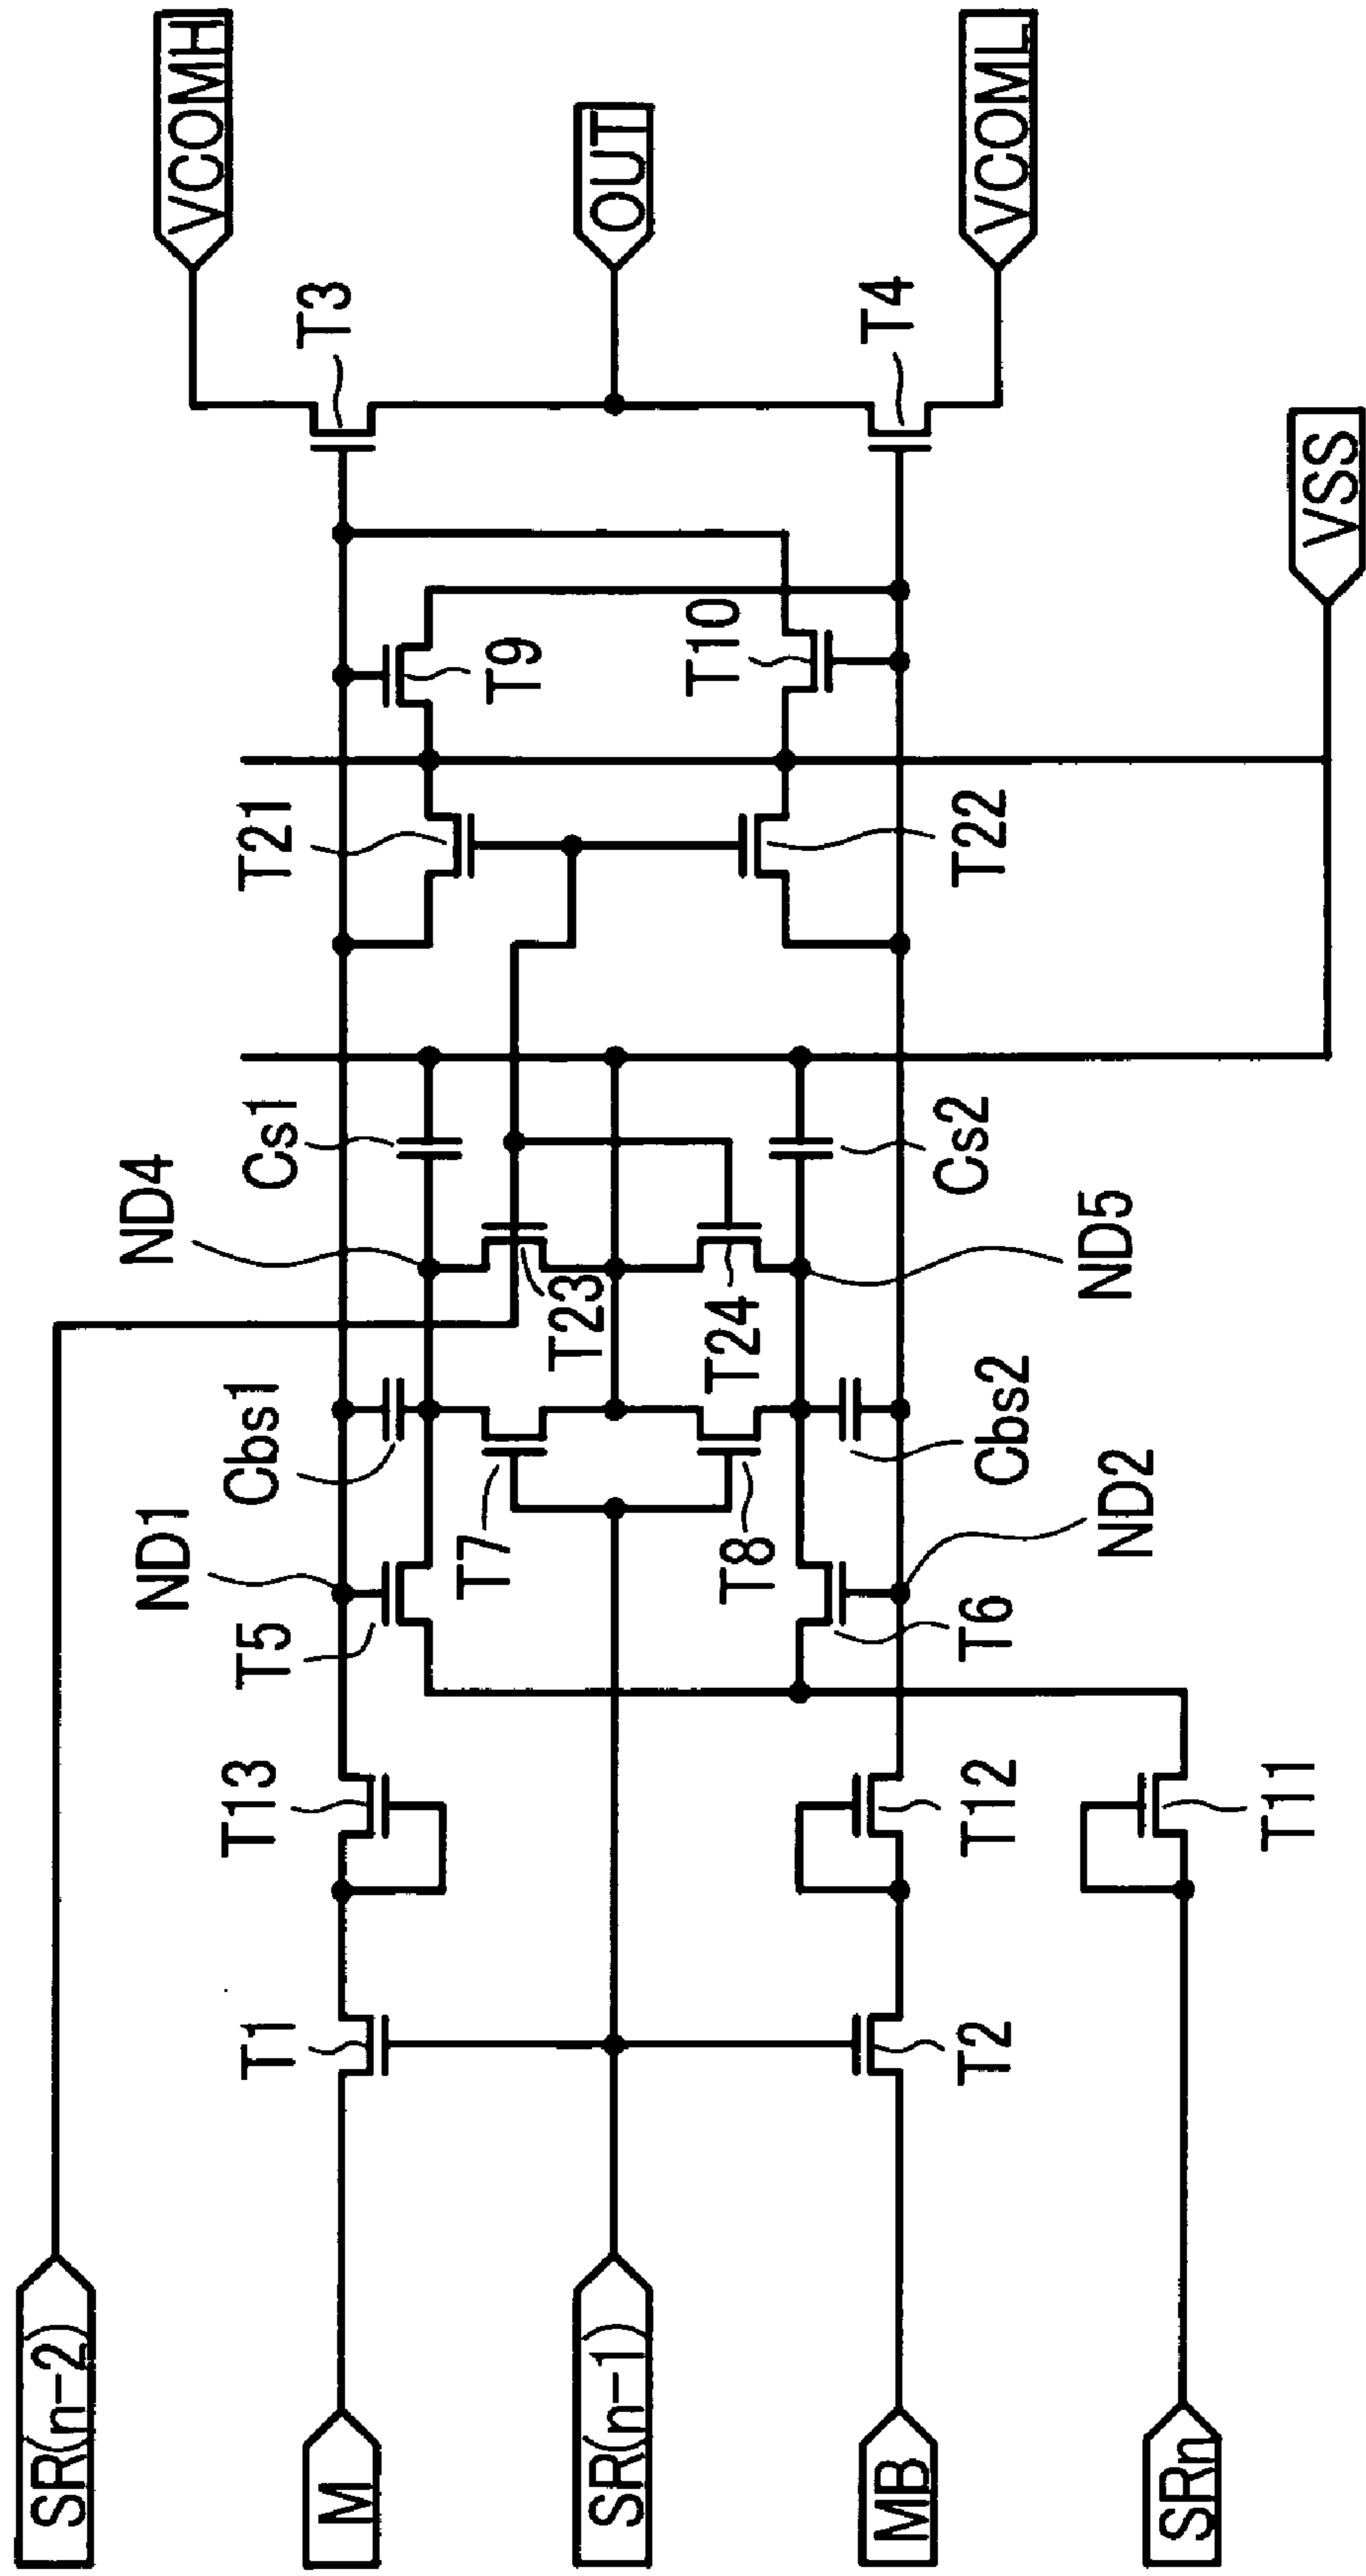 SR(n-2)
M
SR(n-1)
MB
SRn
T1
T2
T13
T12
T11
T5
ND1
T7
T8
T6
ND2
Cbs1
Cbs2
T23
T24
ND4
ND5
Cs1
Cs2
T21
T22
T9
T10
VSS
T3
T4
VCOMH
OUT
VCOML